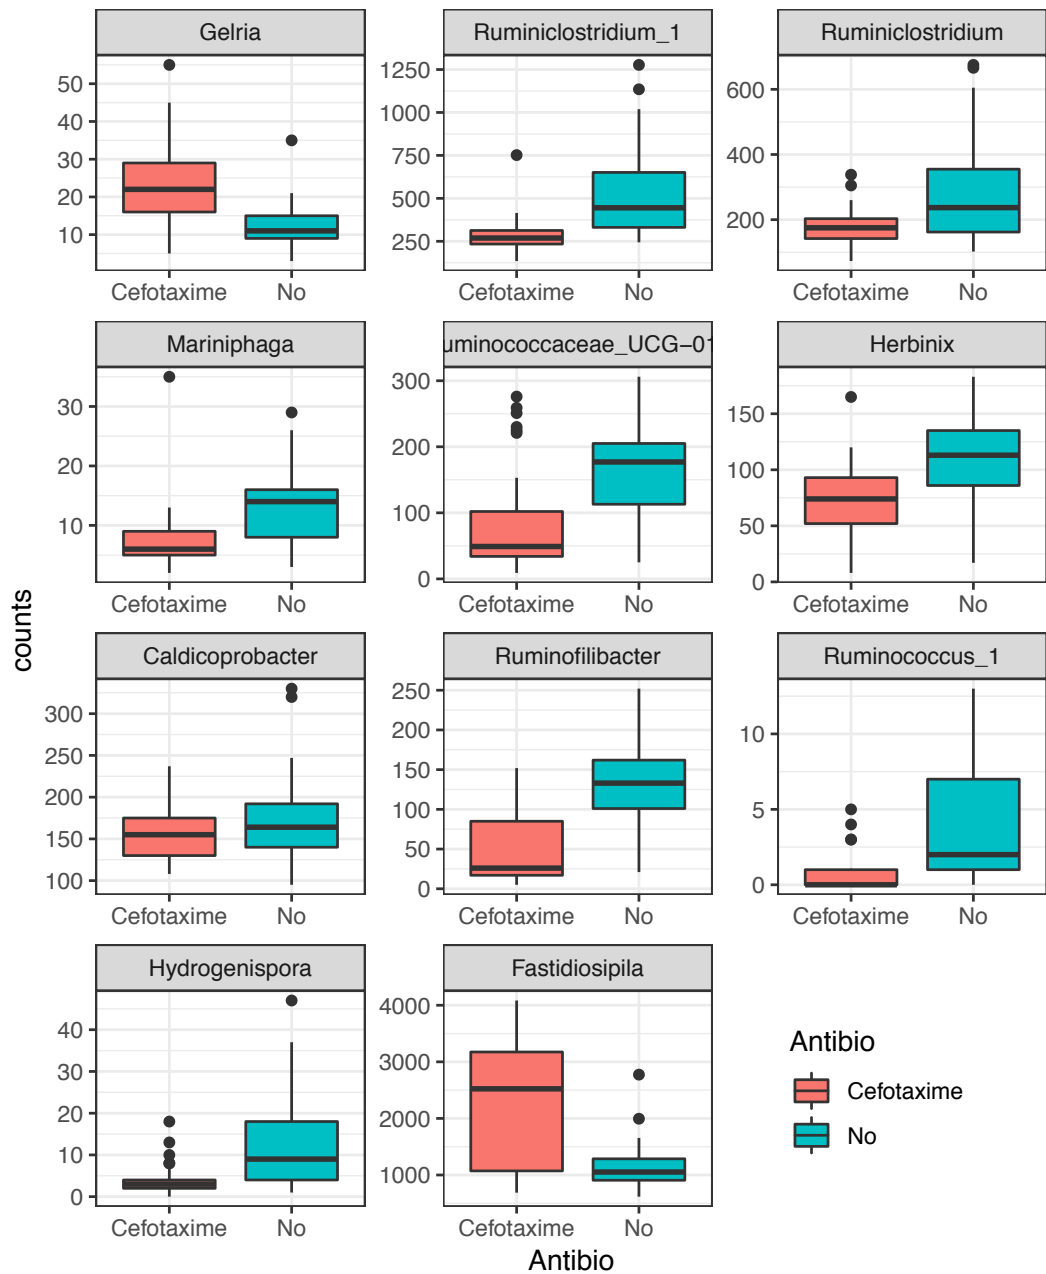 Gelria
Ruminiclostridium_1
Ruminiclostridium
50
40
30
20
10
1250
1000
750
500
250
600
400
200
Cefotaxime No
Cefotaxime No
Cefotaxime No
Mariniphaga
uminococcaceae_UCG−01
Herbinix
30
20
10
300
200
100
0
150
100
50
0
Cefotaxime No
Cefotaxime No
Cefotaxime No
counts
Caldicoprobacter
Ruminofilibacter
Ruminococcus_1
300
250
200
150
100
250
200
150
100
50
0
10
5
0
Cefotaxime No
Cefotaxime No
Cefotaxime No
Hydrogenispora
Fastidiosipila
40
30
20
10
0
4000
3000
2000
1000
Cefotaxime No
Cefotaxime No
Antibio
Antibio
Cefotaxime
No